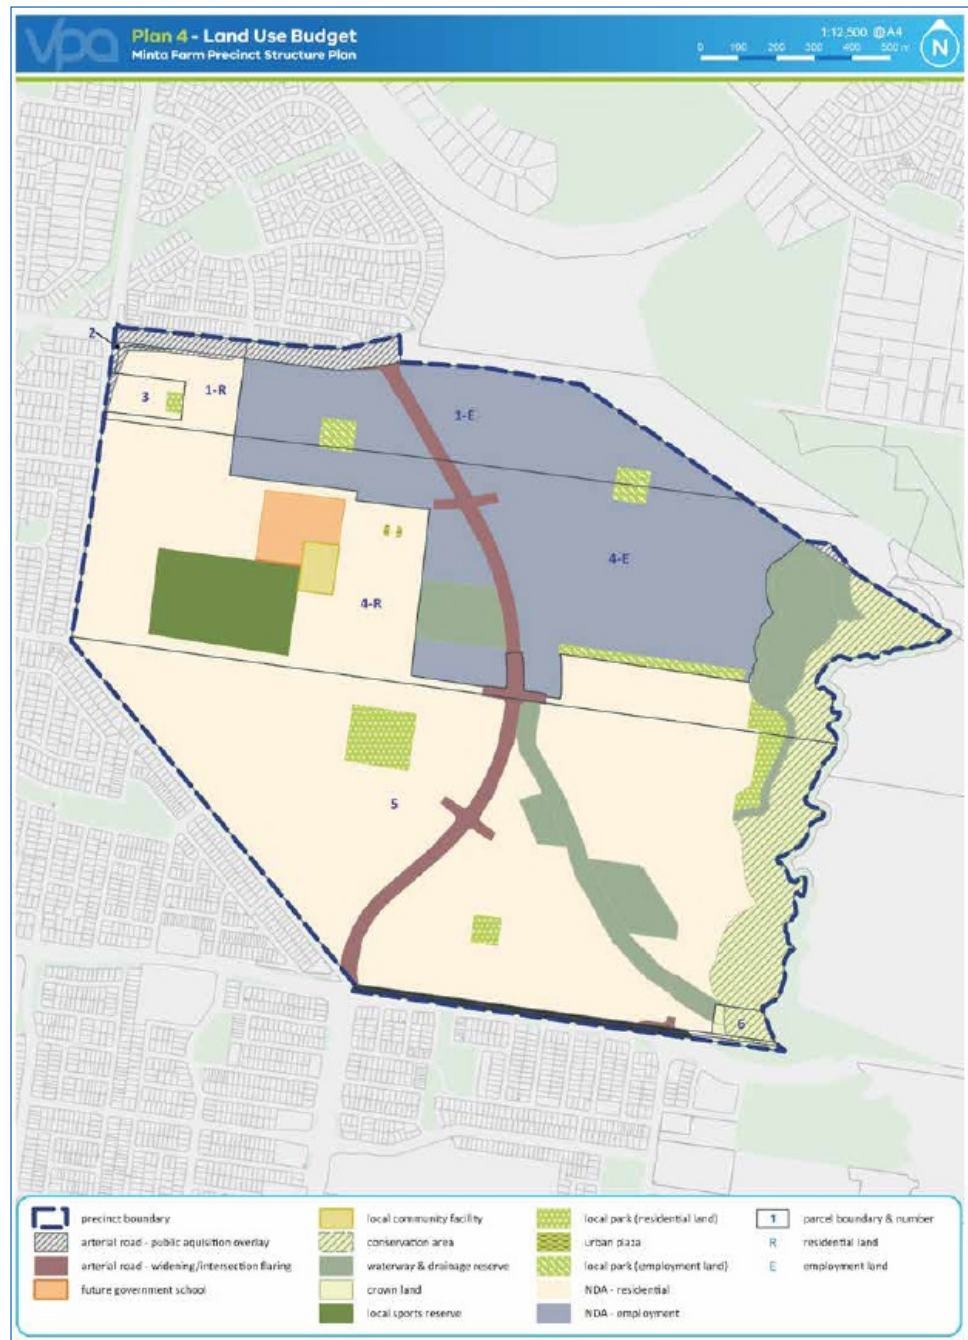 vpa
Plan 4 - Land Use Budget
Minta Farm Precinct Structure Plan
1:12,500 @ A4
0 100 200 300 400 500 m
N
2
3
1-R
1-E
4-E
4-R
5
6
precinct boundary
arterial road - public aquisition overlay
arterial road - widening/intersection flaring
future government school
local community facility
conservation area
waterway & drainage reserve
crown land
local sports reserve
local park (residential land)
urban plaza
local park (employment land)
NDA - residential
NDA - employment
1 parcel boundary & number
R residential land
E employment land